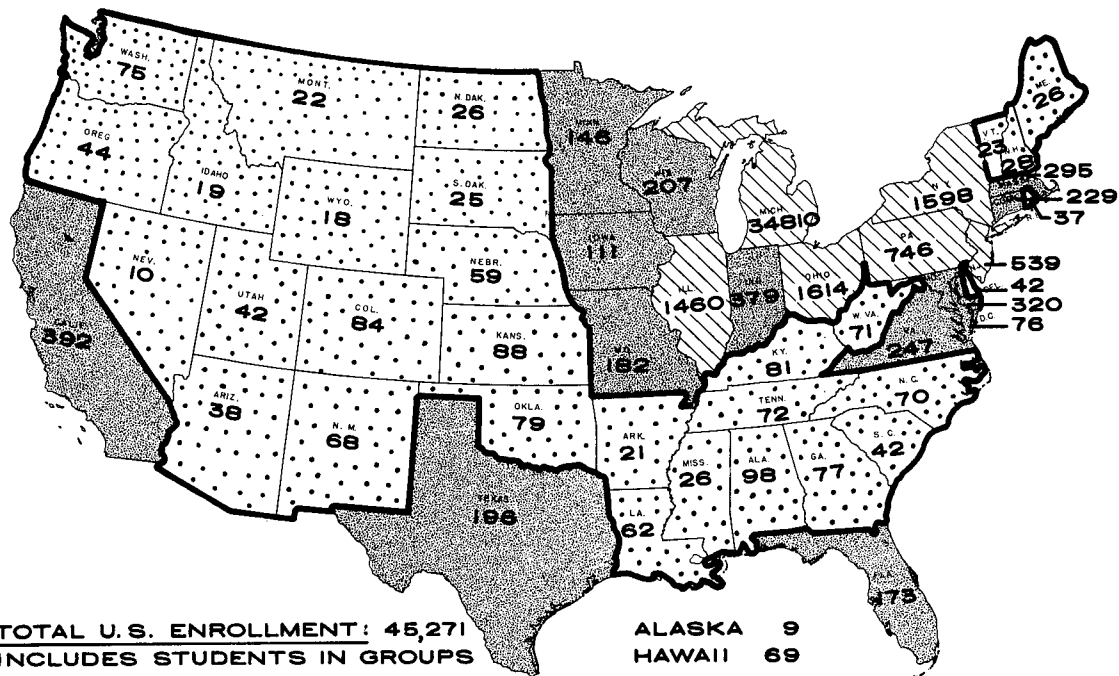 WASH.
75
MONT.
22
N. DAK.
26
MINN.
146
ME.
26
OREG
44
IDAHO
19
WYO.
18
S. DAK.
25
WIS.
207
MICH.
34810
N.Y.
1598
V.T.
23
N.H.
28
295
229
37
NEV.
10
UTAH
42
COL.
84
NEBR.
59
IOWA
111
ILL.
1460
IND.
379
OHIO
1614
PA.
746
539
42
320
D.C.
76
CALIF.
392
KANS.
88
MO.
182
KY.
81
W. VA.
71
VA.
247
ARIZ.
38
N. M.
68
OKLA.
79
ARK.
21
TENN.
72
N. C.
70
S. C.
42
TEXAS
196
LA.
62
MISS.
26
ALA.
98
GA.
77
FLA.
173
TOTAL U.S. ENROLLMENT: 45,271
INCLUDES STUDENTS IN GROUPS
ALASKA 9
HAWAII 69